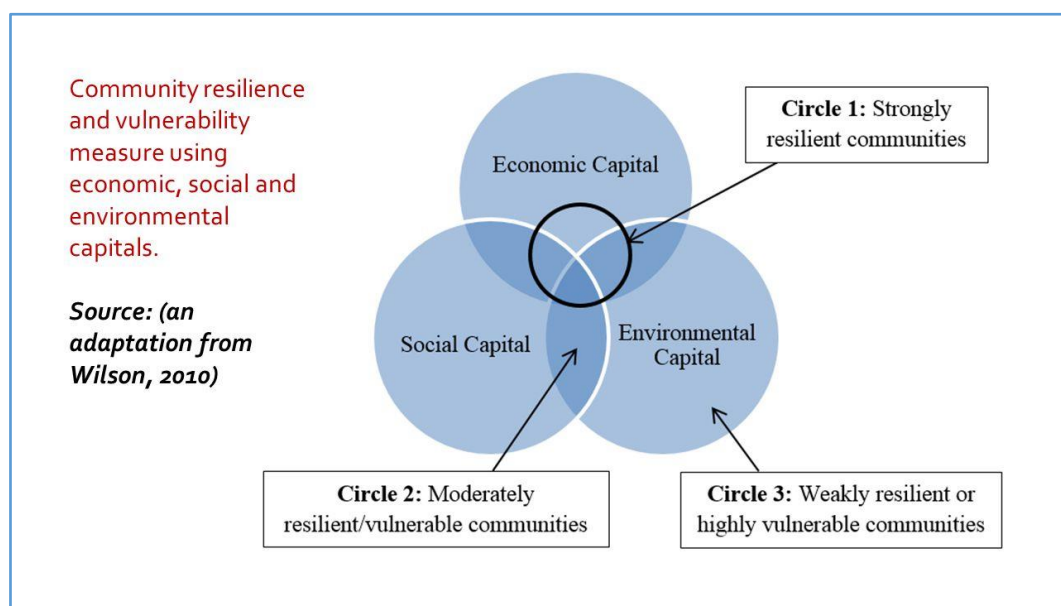 Community resilience
and vulnerability
measure using
economic, social and
environmental
capitals.
Source: (an
adaptation from
Wilson, 2010)
Economic Capital
Social Capital
Environmental
Capital
Circle 1: Strongly
resilient communities
Circle 2: Moderately
resilient/vulnerable communities
Circle 3: Weakly resilient or
highly vulnerable communities